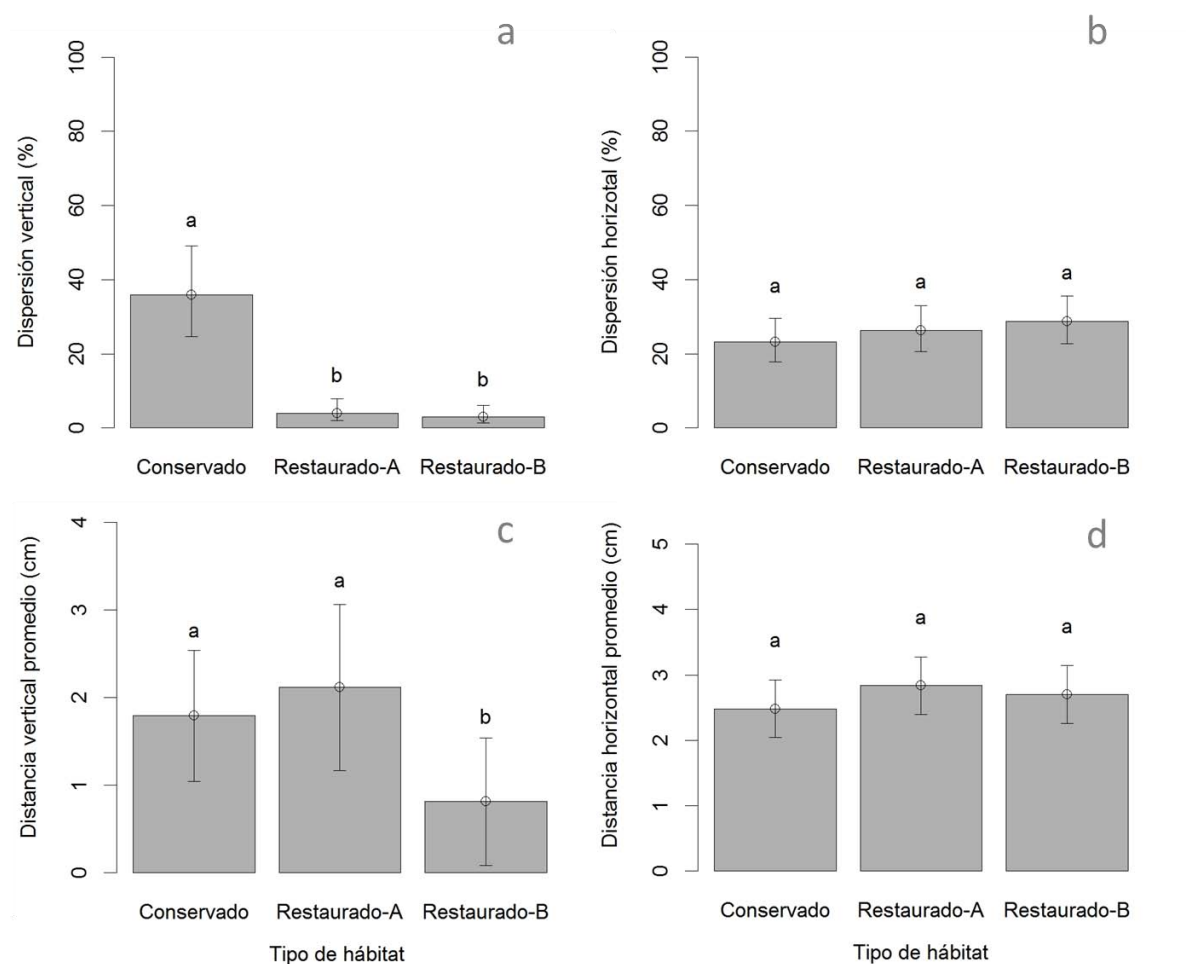 a
Dispersión vertical (%)
100
80
60
40
20
0
a
b
b
Conservado Restaurado-A Restaurado-B
b
Dispersión horizotal (%)
100
80
60
40
20
0
a
a
a
Conservado Restaurado-A Restaurado-B
c
Distancia vertical promedio (cm)
4
3
2
1
0
a
a
b
Conservado Restaurado-A Restaurado-B
Tipo de hábitat
d
Distancia horizontal promedio (cm)
5
4
3
2
1
0
a
a
a
Conservado Restaurado-A Restaurado-B
Tipo de hábitat